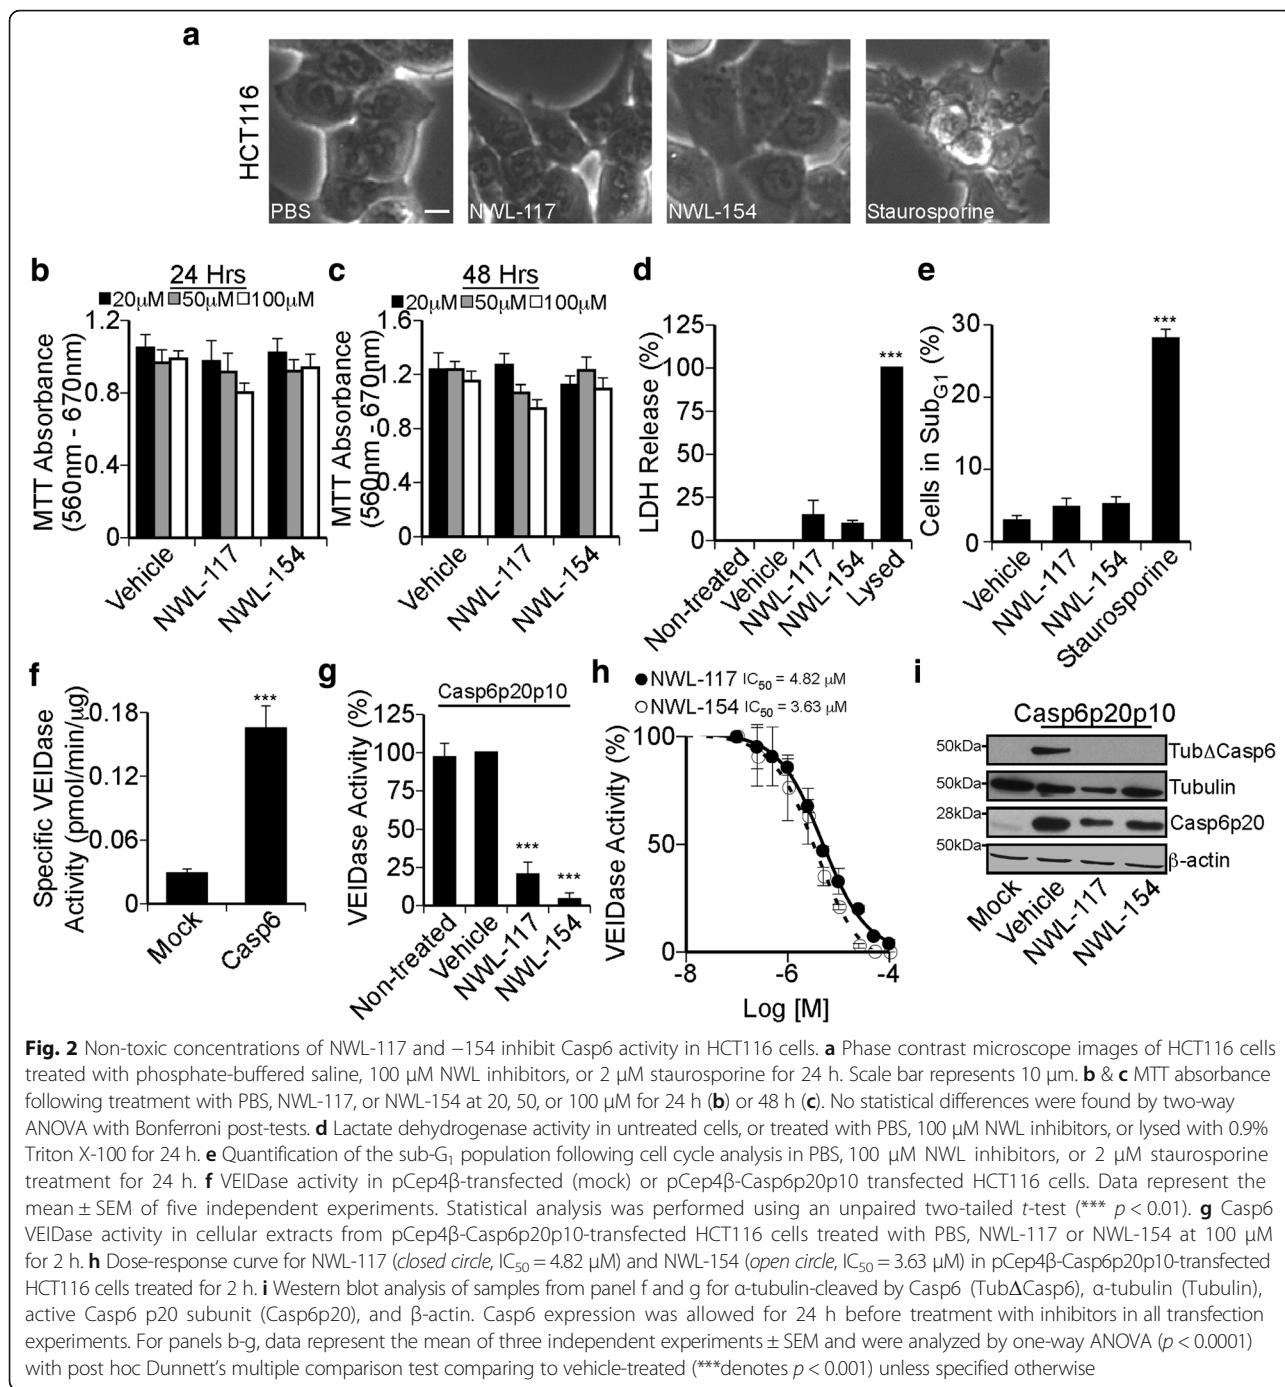 a
HCT116
PBS
NWL-117
NWL-154
Staurosporine
b
24 Hrs
20µM 50µM 100µM
MTT Absorbance
(560nm - 670nm)
1.2
0.8
0.4
0
Vehicle
NWL-117
NWL-154
c
48 Hrs
20µM 50µM 100µM
MTT Absorbance
(560nm - 670nm)
1.6
1.2
0.8
0.4
0
Vehicle
NWL-117
NWL-154
d
LDH Release (%)
125
100
75
50
25
0
***
Non-treated
Vehicle
NWL-117
NWL-154
Lysed
e
Cells in Sub_G1 (%)
30
20
10
0
***
Vehicle
NWL-117
NWL-154
Staurosporine
f
Specific VEIDase
Activity (pmol/min/µg)
0.18
0.12
0.06
0
***
Mock
Casp6
g
Casp6p20p10
VEIDase Activity (%)
125
100
75
50
25
0
***
***
Non-treated
Vehicle
NWL-117
NWL-154
h
NWL-117 IC50 = 4.82 µM
NWL-154 IC50 = 3.63 µM
VEIDase Activity (%)
100
50
0
-8 -6 -4
Log [M]
i
Casp6p20p10
50kDa TubΔCasp6
50kDa Tubulin
28kDa Casp6p20
50kDa β-actin
Mock
Vehicle
NWL-117
NWL-154
Fig. 2 Non-toxic concentrations of NWL-117 and −154 inhibit Casp6 activity in HCT116 cells. a Phase contrast microscope images of HCT116 cells
treated with phosphate-buffered saline, 100 μM NWL inhibitors, or 2 μM staurosporine for 24 h. Scale bar represents 10 μm. b & c MTT absorbance
following treatment with PBS, NWL-117, or NWL-154 at 20, 50, or 100 μM for 24 h (b) or 48 h (c). No statistical differences were found by two-way
ANOVA with Bonferroni post-tests. d Lactate dehydrogenase activity in untreated cells, or treated with PBS, 100 μM NWL inhibitors, or lysed with 0.9%
Triton X-100 for 24 h. e Quantification of the sub-G1 population following cell cycle analysis in PBS, 100 μM NWL inhibitors, or 2 μM staurosporine
treatment for 24 h. f VEIDase activity in pCep4β-transfected (mock) or pCep4β-Casp6p20p10 transfected HCT116 cells. Data represent the
mean ± SEM of five independent experiments. Statistical analysis was performed using an unpaired two-tailed t-test (*** p < 0.01). g Casp6
VEIDase activity in cellular extracts from pCep4β-Casp6p20p10-transfected HCT116 cells treated with PBS, NWL-117 or NWL-154 at 100 μM
for 2 h. h Dose-response curve for NWL-117 (closed circle, IC50 = 4.82 μM) and NWL-154 (open circle, IC50 = 3.63 μM) in pCep4β-Casp6p20p10-transfected
HCT116 cells treated for 2 h. i Western blot analysis of samples from panel f and g for α-tubulin-cleaved by Casp6 (TubΔCasp6), α-tubulin (Tubulin),
active Casp6 p20 subunit (Casp6p20), and β-actin. Casp6 expression was allowed for 24 h before treatment with inhibitors in all transfection
experiments. For panels b-g, data represent the mean of three independent experiments ± SEM and were analyzed by one-way ANOVA (p < 0.0001)
with post hoc Dunnett's multiple comparison test comparing to vehicle-treated (***denotes p < 0.001) unless specified otherwise